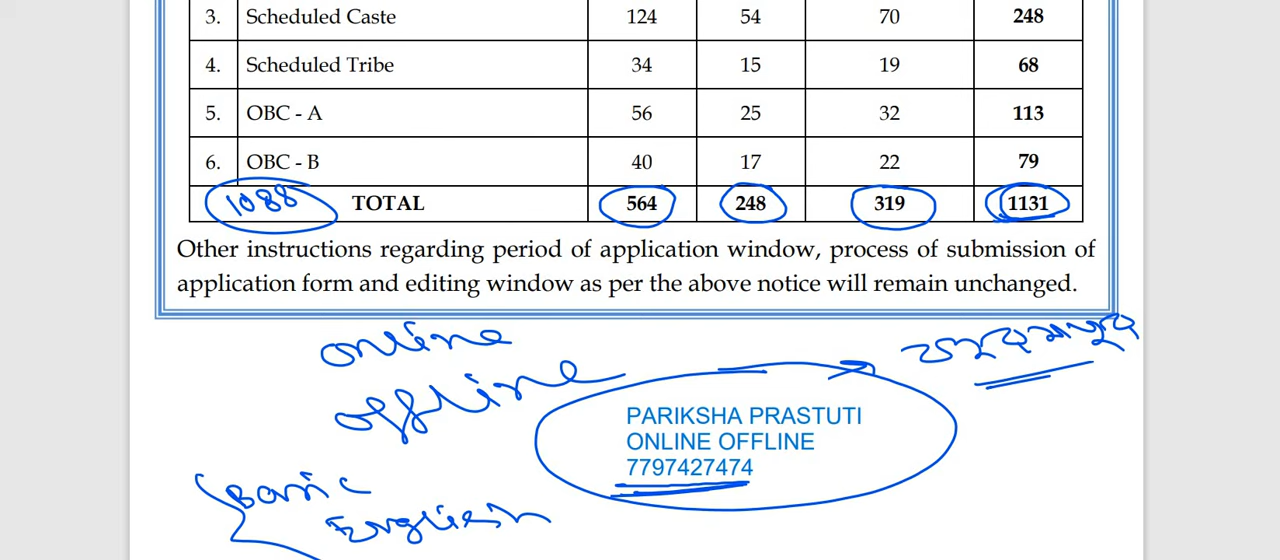 3. Scheduled Caste 124 54 70 248
4. Scheduled Tribe 34 15 19 68
5. OBC - A 56 25 32 113
6. OBC - B 40 17 22 79
1088 TOTAL 564 248 319 1131
Other instructions regarding period of application window, process of submission of
application form and editing window as per the above notice will remain unchanged.
online
offline
PARIKSHA PRASTUTI
ONLINE OFFLINE
7797427474
Basic
English